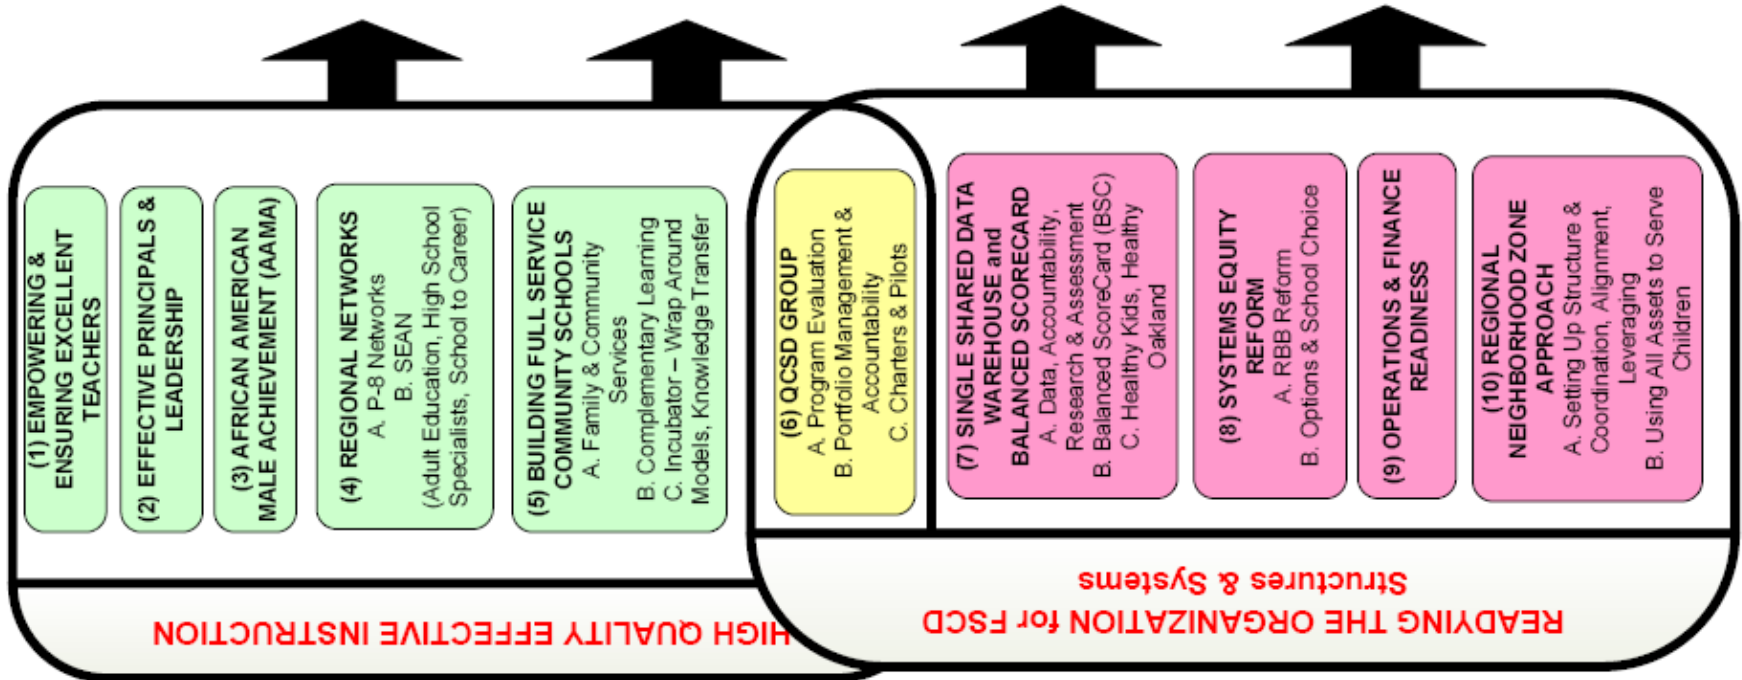 (1) EMPOWERING &
ENSURING EXCELLENT
TEACHERS
(2) EFFECTIVE PRINCIPALS &
LEADERSHIP
(3) AFRICAN AMERICAN
MALE ACHIEVEMENT (AAMA)
(4) REGIONAL NETWORKS
A. P-8 Networks
B. SEAN
(Adult Education, High School
Specialists, School to Career)
(5) BUILDING FULL SERVICE
COMMUNITY SCHOOLS
A. Family & Community
Services
B. Complementary Learning
C. Incubator – Wrap Around
Models, Knowledge Transfer
(6) QCSD GROUP
A. Program Evaluation
B. Portfolio Management &
Accountability
C. Charters & Pilots
(7) SINGLE SHARED DATA
WAREHOUSE and
BALANCED SCORECARD
A. Data, Accountability,
Research & Assessment
B. Balanced ScoreCard (BSC)
C. Healthy Kids, Healthy
Oakland
(8) SYSTEMS EQUITY
REFORM
A. RBB Reform
B. Options & School Choice
(9) OPERATIONS & FINANCE
READINESS
(10) REGIONAL
NEIGHBORHOOD ZONE
APPROACH
A. Setting Up Structure &
Coordination, Alignment,
Leveraging
B. Using All Assets to Serve
Children
HIGH QUALITY EFFECTIVE INSTRUCTION
READYING THE ORGANIZATION for FSCD
Structures & Systems